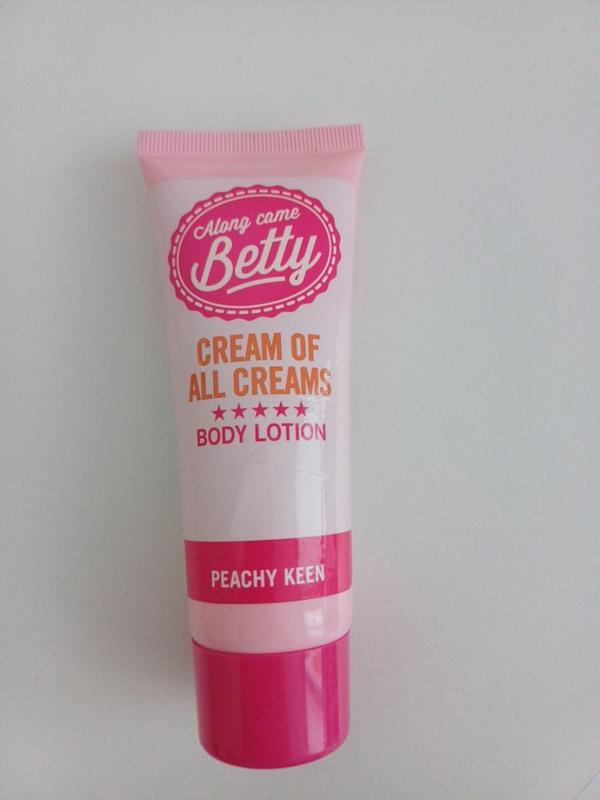 Along came
Betty
CREAM OF
ALL CREAMS
★★★★★
BODY LOTION
PEACHY KEEN